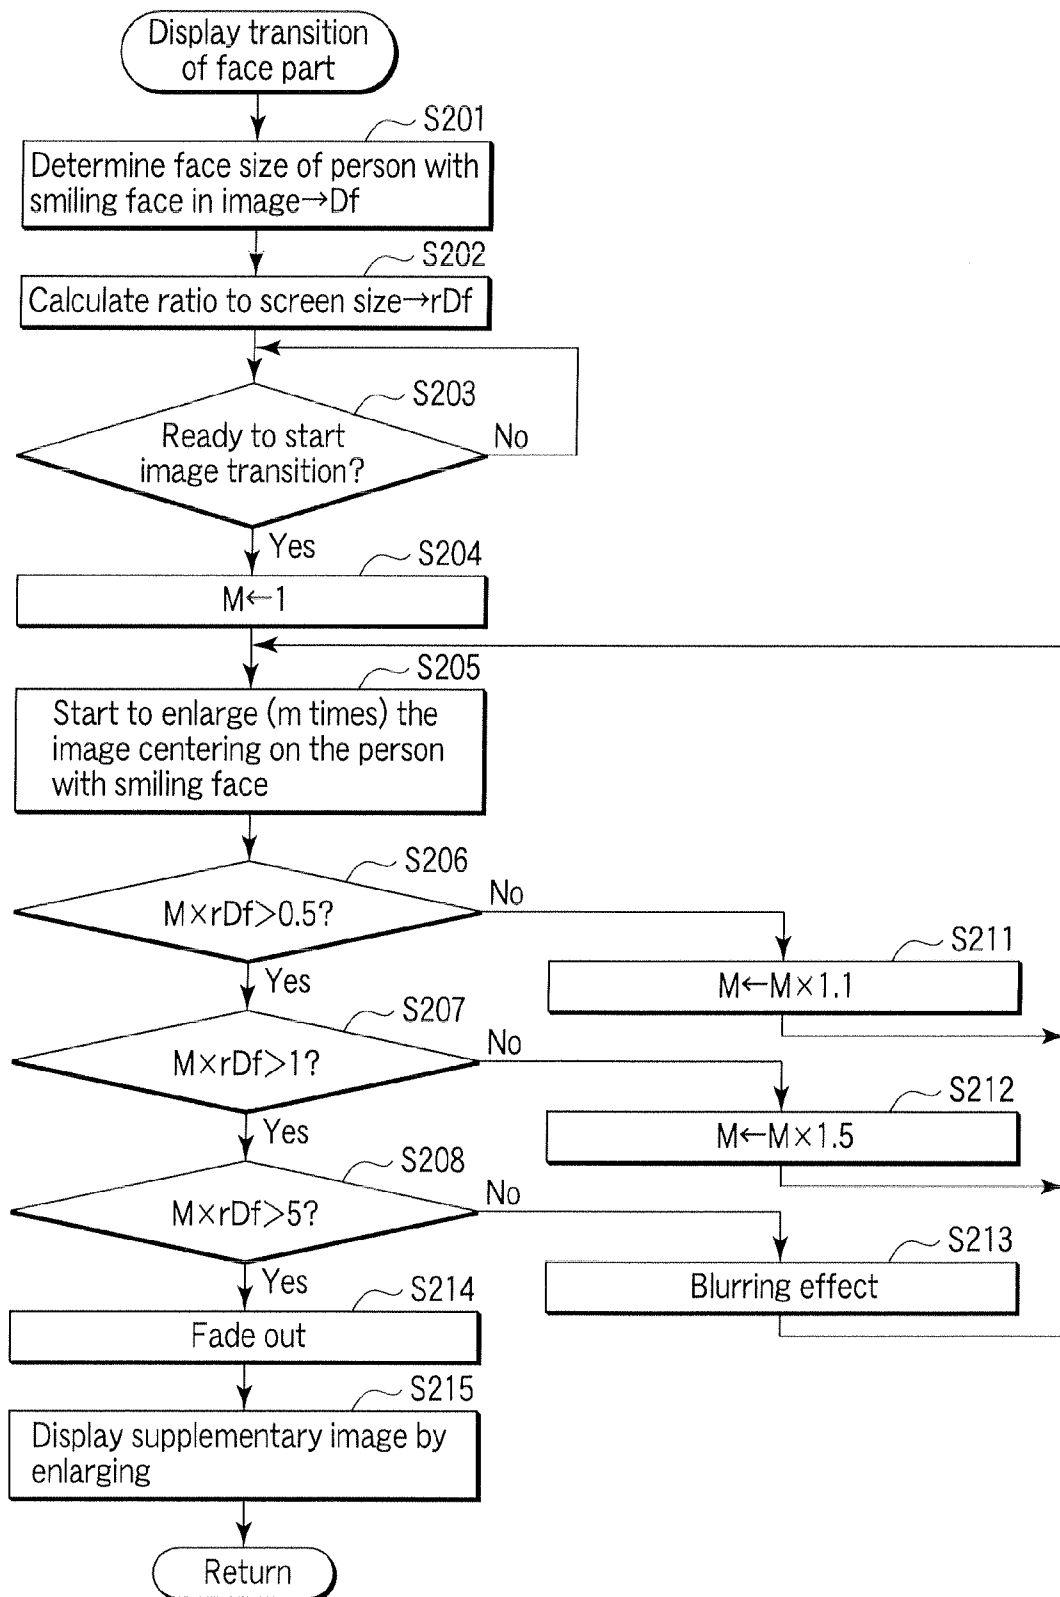 Display transition
of face part
S201
Determine face size of person with
smiling face in image→Df
S202
Calculate ratio to screen size→rDf
S203
Ready to start
image transition?
No
Yes
S204
M←1
S205
Start to enlarge (m times) the
image centering on the person
with smiling face
S206
M×rDf>0.5?
No
Yes
S211
M←M×1.1
S207
M×rDf>1?
No
Yes
S212
M←M×1.5
S208
M×rDf>5?
No
Yes
S213
Blurring effect
S214
Fade out
S215
Display supplementary image by
enlarging
Return